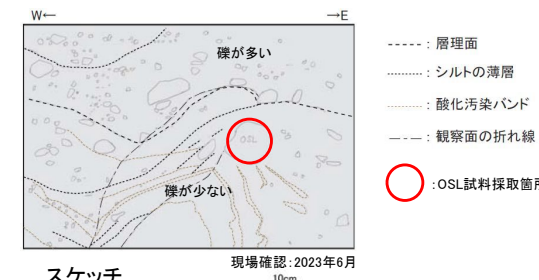 W← →E
礫が多い
OSL
礫が少ない
----- : 層理面
......... : シルトの薄層
......... : 酸化汚染バンド
—-— : 観察面の折れ線
:OSL試料採取箇所
現場確認:2023年6月
スケッチ
10cm